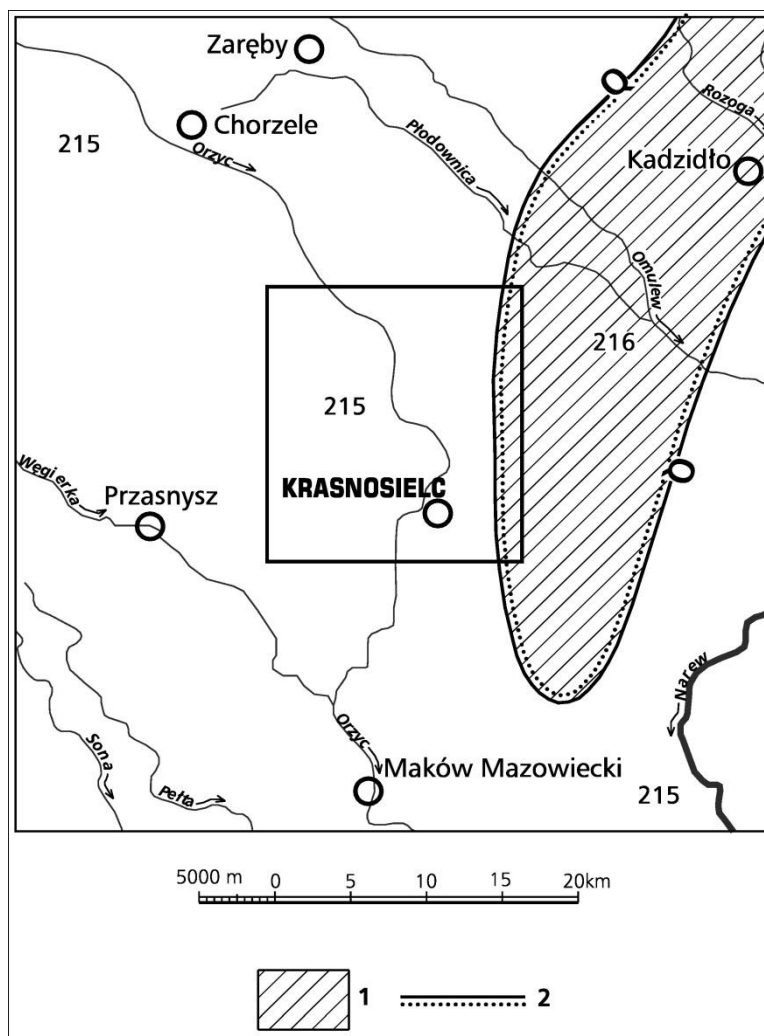 Zaręby
Chorzele
215
Orzyc
Płodownica
O
Rozoga
Kadzidło
Omulew
216
215
KRASNOSIELC
Węgierka
Przasnysz
O
Narew
Orzyc
Sona
Pełta
Maków Mazowiecki
215
5000 m 0 5 10 15 20km
1 2